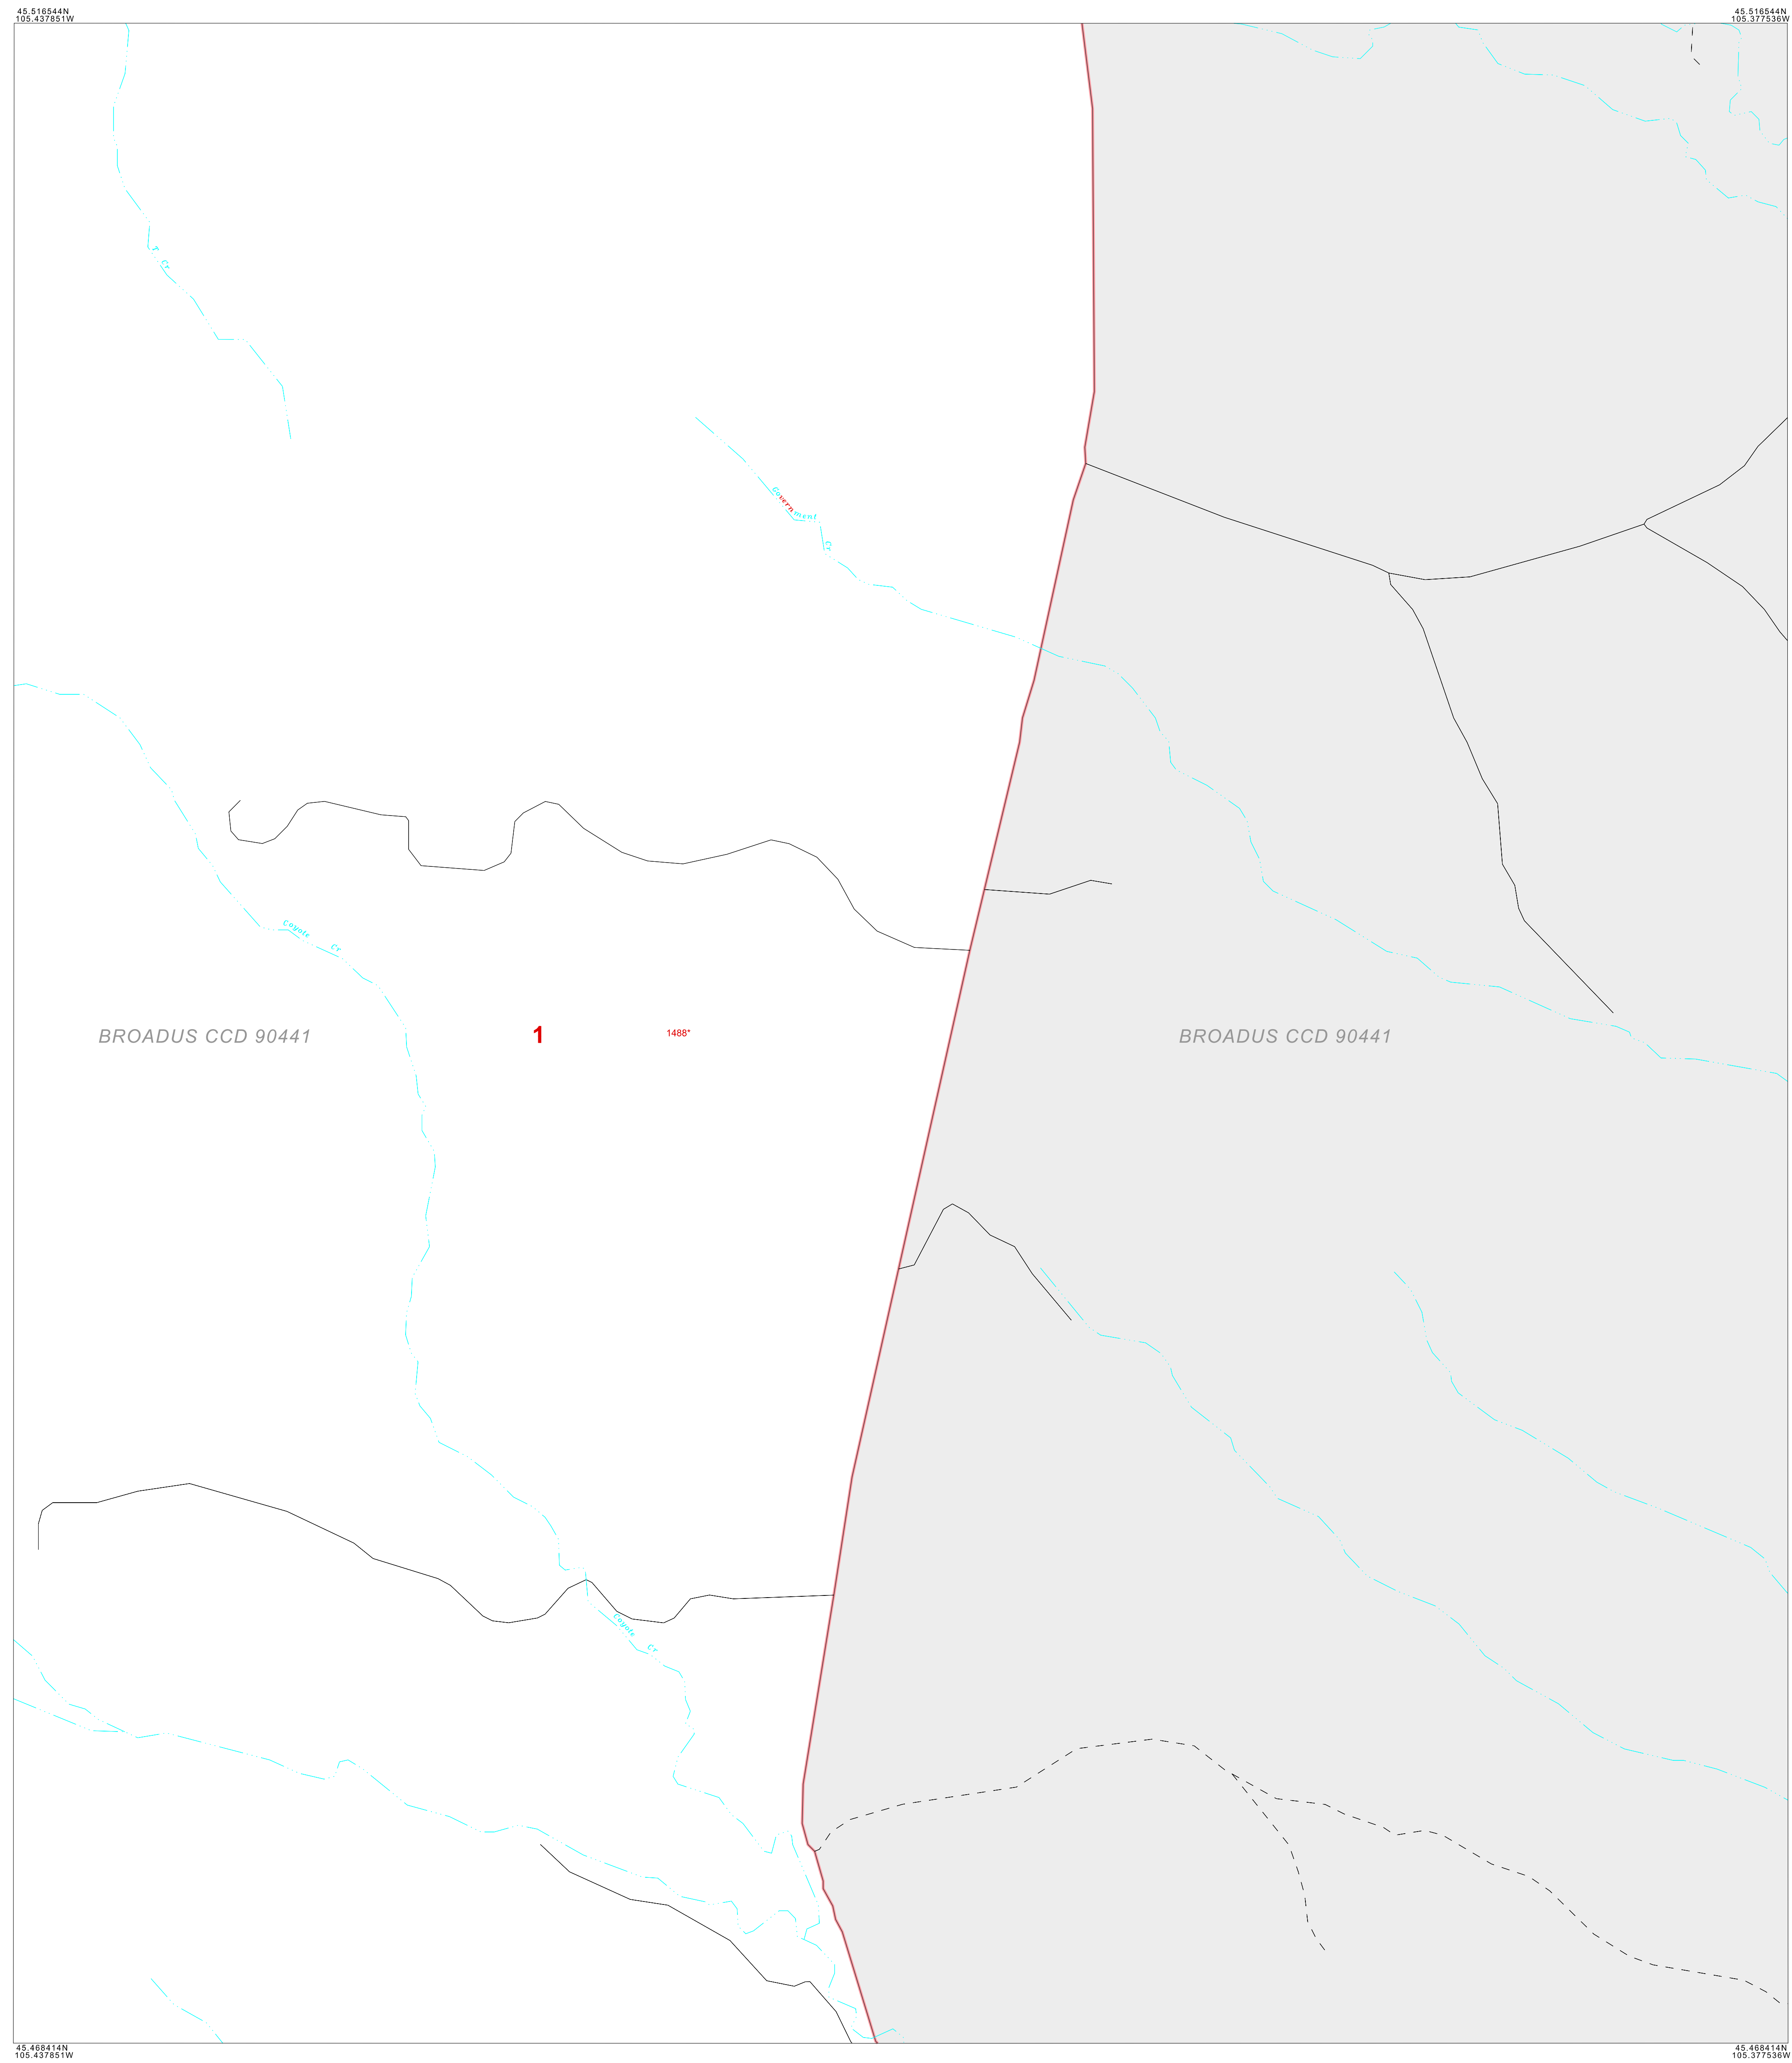 45.516544N
105.437851W
45.516544N
105.377536W
A Cr
Government Cr
Coyote Cr
BROADUS CCD 90441
1
1488*
BROADUS CCD 90441
Coyote Cr
45.468414N
105.437851W
45.468414N
105.377536W